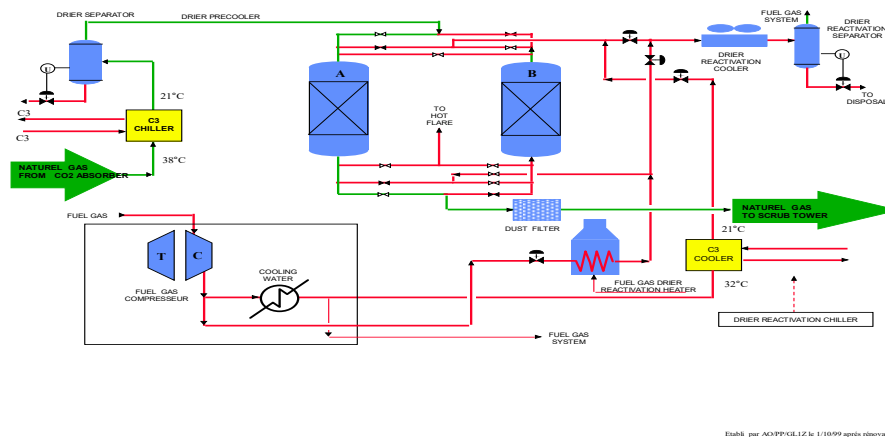 DRIER SEPARATOR
DRIER PRECOOLER
FUEL GAS
SYSTEM
DRIER
REACTIVATION
SEPARATOR
A
B
U
U
DRIER
REACTIVATION
COOLER
TO
DISPOSAL
21°C
C3
C3
C3
CHILLER
TO
HOT
FLARE
38°C
NATUREL GAS
FROM CO2 ABSORBER
NATUREL GAS
TO SCRUB TOWER
FUEL GAS
DUST FILTER
21°C
C3
COOLER
T
C
COOLING
WATER
FUEL GAS
COMPRESSEUR
FUEL GAS DRIER
REACTIVATION HEATER
32°C
DRIER REACTIVATION CHILLER
FUEL GAS
SYSTEM
Etabli par AO/PP/GL1Z le 1/10/99 après rénova